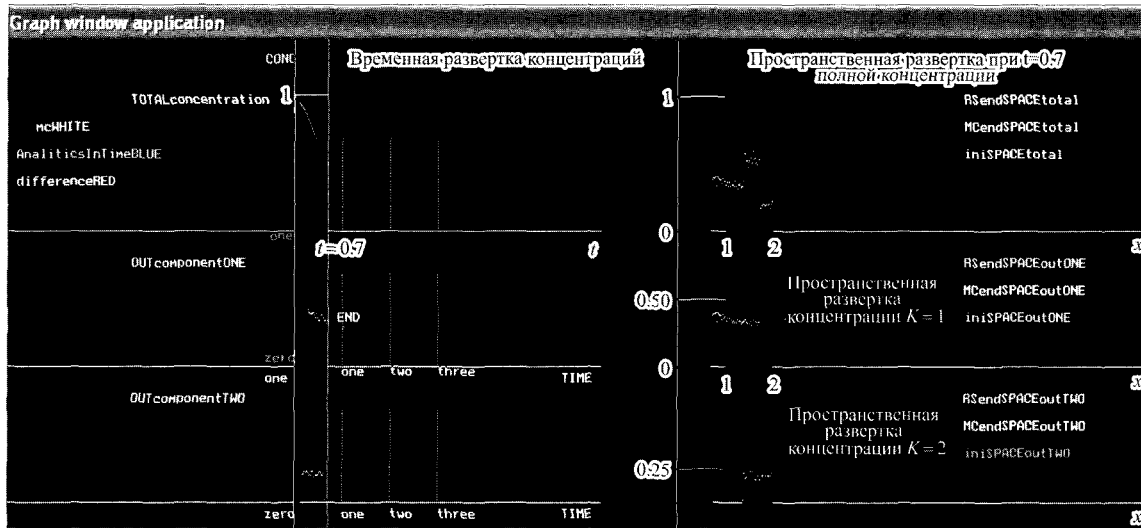 Graph window application
CONC
Временная развертка концентраций
Пространственная развертка при t=0.7
полной концентрации
TOTALconcentration
1
1
RSendSPACEtotal
mcWHITE
MCendSPACEtotal
AnaliticsInTimeBLUE
iniSPACEtotal
differenceRED
one
t=0.7
t
0
1
2
x
OUTcomponentONE
RSendSPACEoutONE
Пространственная
развертка
концентрации K = 1
MCendSPACEoutONE
0.50
END
iniSPACEoutONE
zero
0
one
one
two
three
TIME
1
2
x
OUTcomponentTWO
RSendSPACEoutTWO
Пространственная
развертка
концентрации K = 2
MCendSPACEoutTWO
iniSPACEoutTWO
0.25
zero
one
two
three
TIME
x